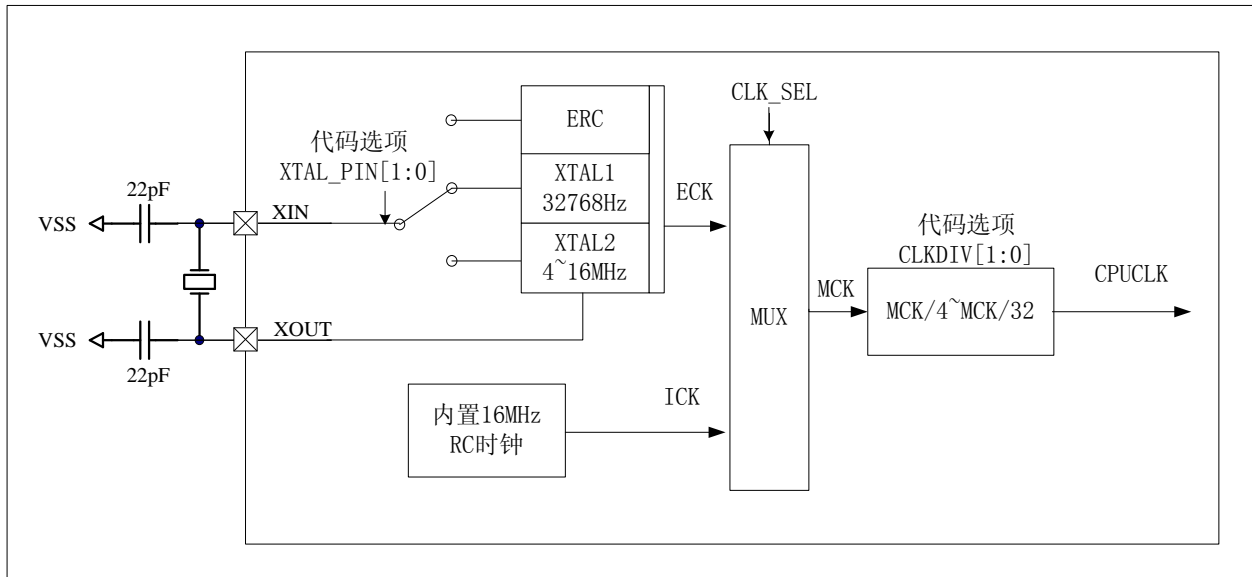 CLK_SEL
ERC
代码选项
XTAL_PIN[1:0]
XTAL1
32768Hz
ECK
22pF
VSS
XIN
XTAL2
4~16MHz
代码选项
CLKDIV[1:0]
MCK
MCK/4~MCK/32
CPUCLK
MUX
XOUT
VSS
22pF
内置16MHz
RC时钟
ICK